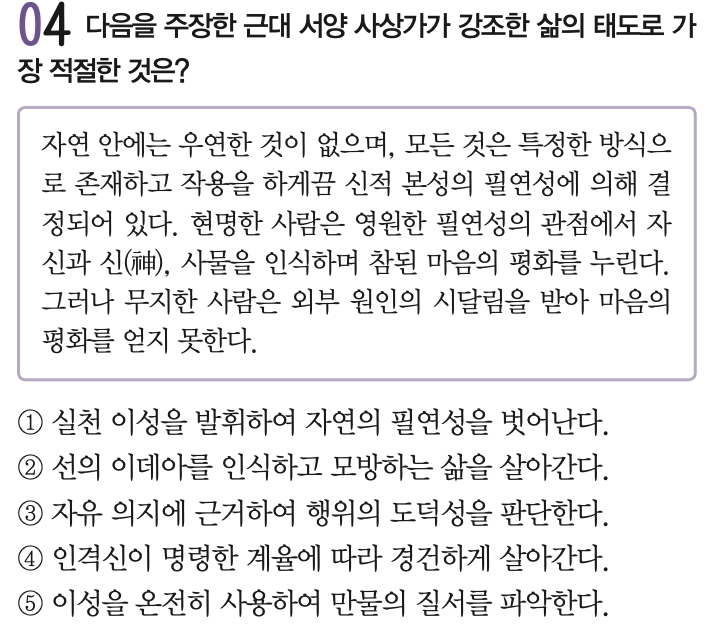 04 다음을 주장한 근대 서양 사상가가 강조한 삶의 태도로 가
장 적절한 것은?
자연 안에는 우연한 것이 없으며, 모든 것은 특정한 방식으
로 존재하고 작용을 하게끔 신적 본성의 필연성에 의해 결
정되어 있다. 현명한 사람은 영원한 필연성의 관점에서 자
신과 신(神), 사물을 인식하며 참된 마음의 평화를 누린다.
그러나 무지한 사람은 외부 원인의 시달림을 받아 마음의
평화를 얻지 못한다.
① 실천 이성을 발휘하여 자연의 필연성을 벗어난다.
② 선의 이데아를 인식하고 모방하는 삶을 살아간다.
③ 자유 의지에 근거하여 행위의 도덕성을 판단한다.
④ 인격신이 명령한 계율에 따라 경건하게 살아간다.
⑤ 이성을 온전히 사용하여 만물의 질서를 파악한다.